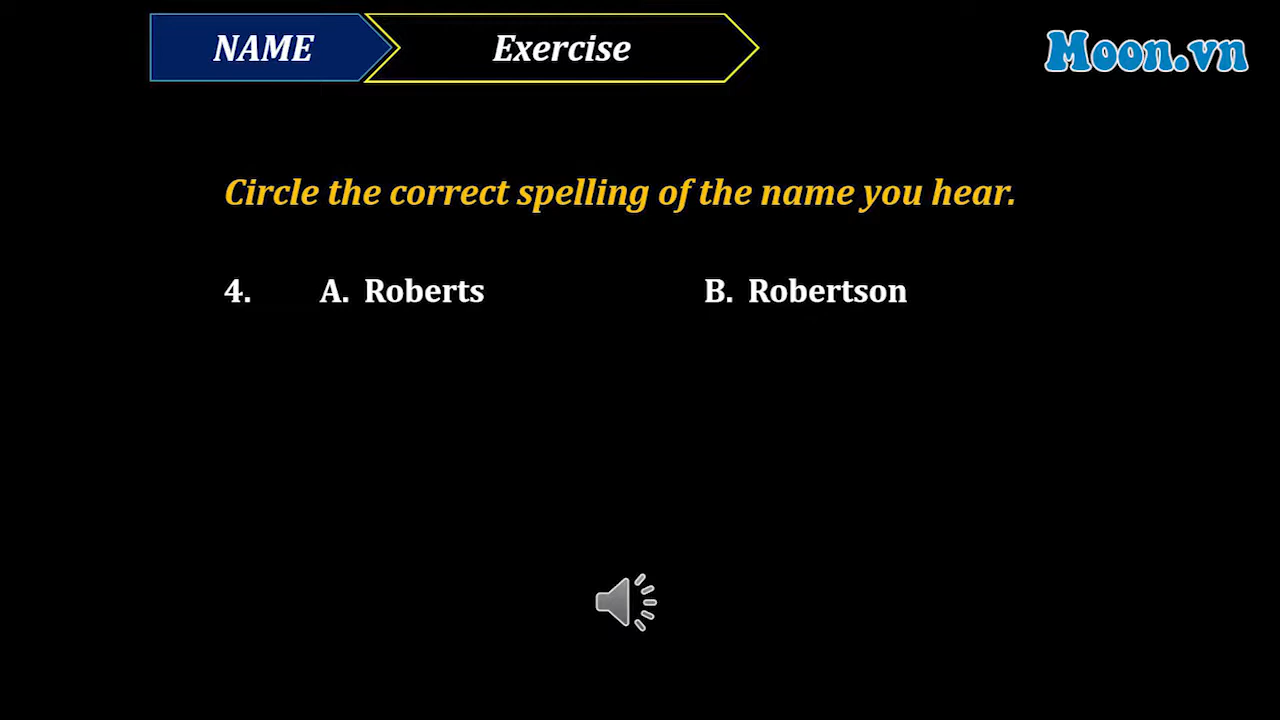 NAME Exercise Moon.vn
Circle the correct spelling of the name you hear.
4. A. Roberts B. Robertson